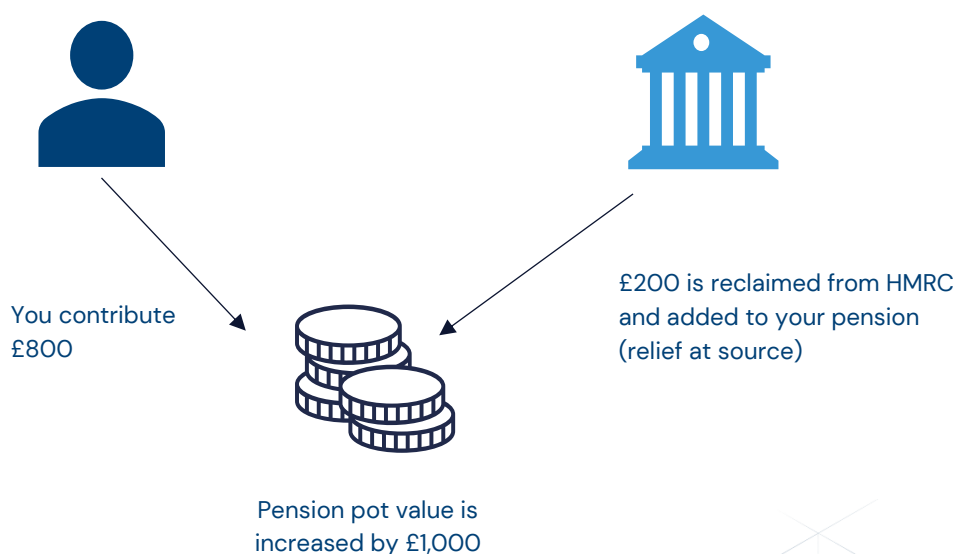 You contribute
£800
£200 is reclaimed from HMRC
and added to your pension
(relief at source)
Pension pot value is
increased by £1,000